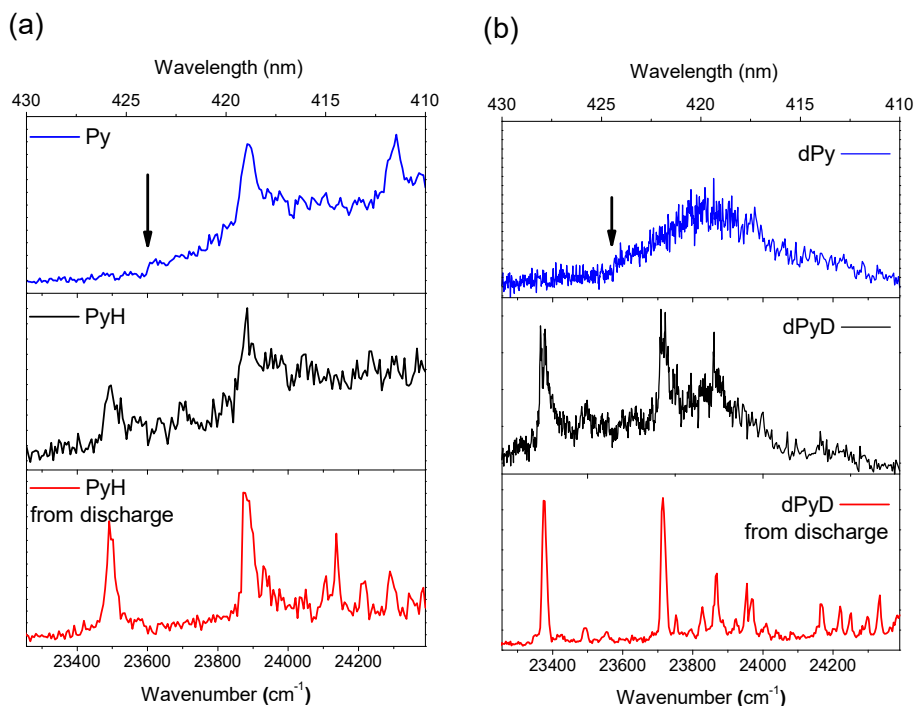 (a)
Wavelength (nm)
430 425 420 415 410
Py
PyH
PyH
from discharge
23400 23600 23800 24000 24200
Wavenumber (cm⁻¹)
(b)
Wavelength (nm)
430 425 420 415 410
dPy
dPyD
dPyD
from discharge
23400 23600 23800 24000 24200
Wavenumber (cm⁻¹)